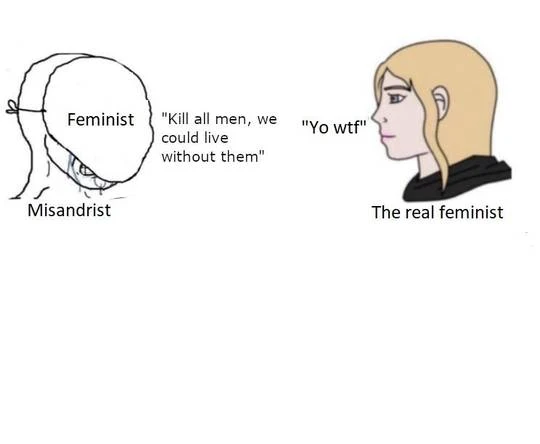 Feminist
"Kill all men, we
could live
without them"
"Yo wtf"
Misandrist
The real feminist